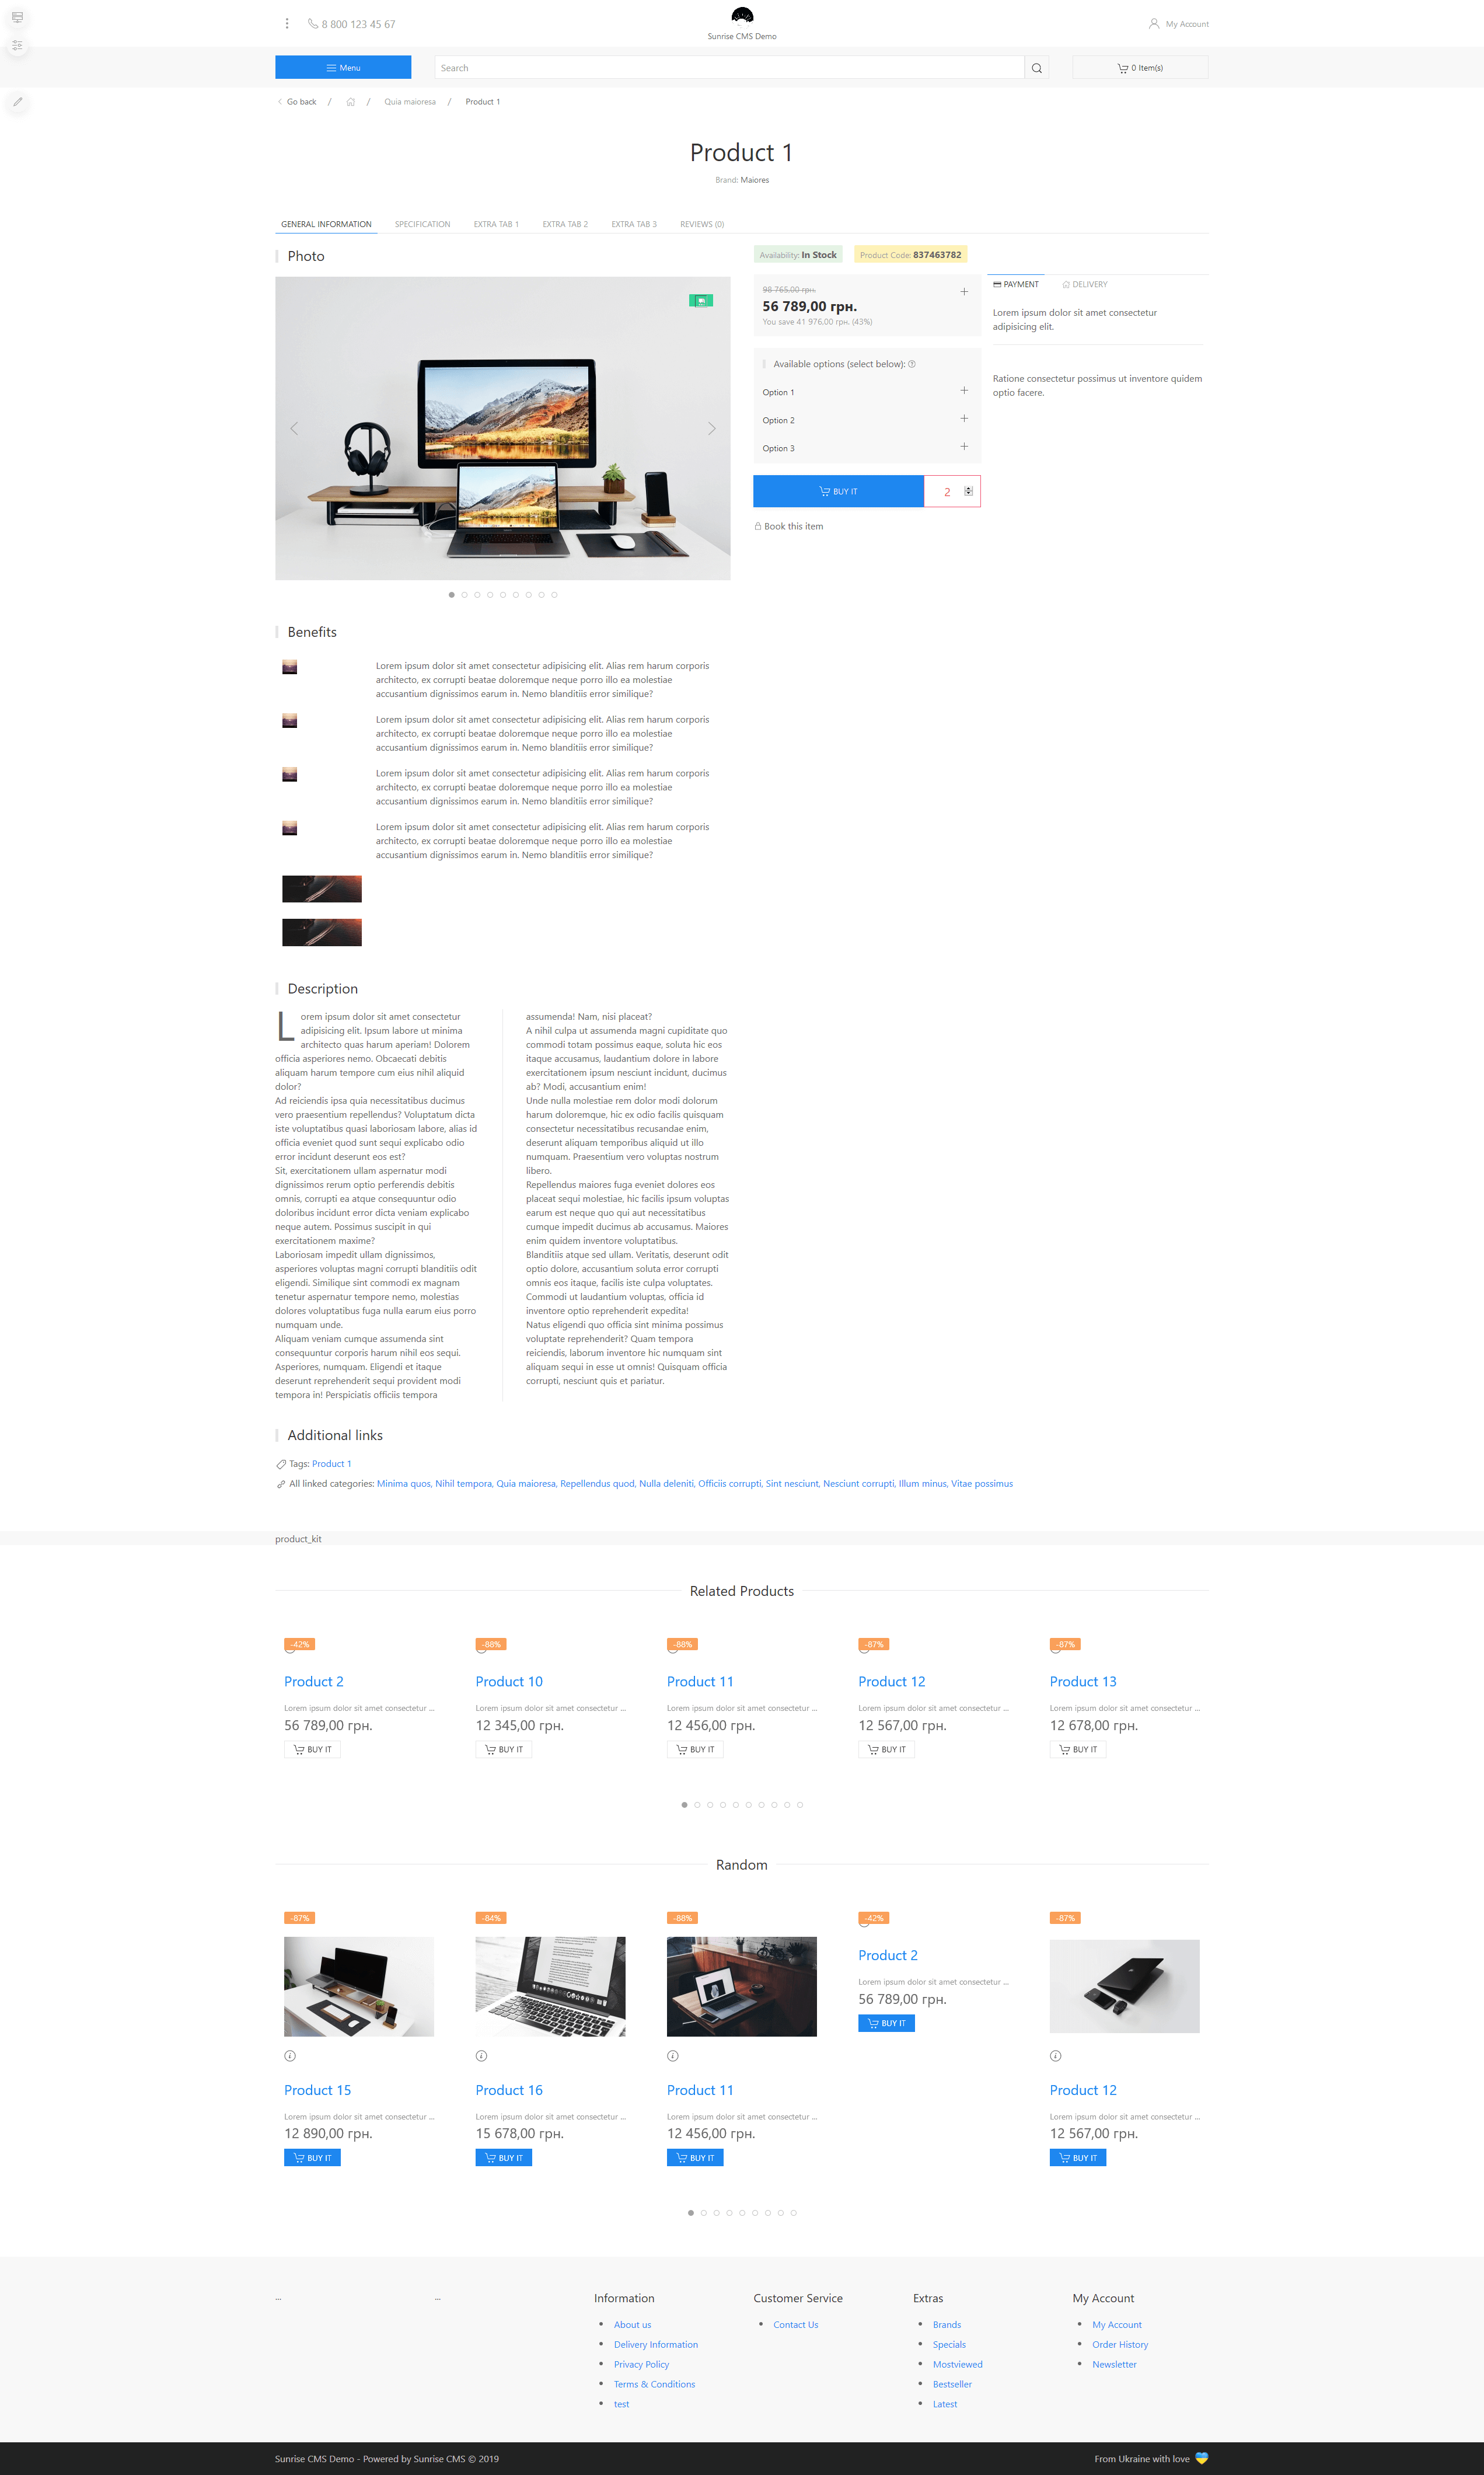 8 800 123 45 67
Sunrise CMS Demo
My Account
Menu
Search
0 Item(s)
Go back / / Quia maioresa / Product 1
Product 1
Brand: Maiores
GENERAL INFORMATION SPECIFICATION EXTRA TAB 1 EXTRA TAB 2 EXTRA TAB 3 REVIEWS (0)
Photo
Availability: In Stock
Product Code: 837463782
98 765,00 грн.
56 789,00 грн.
You save 41 976,00 грн. (43%)
Available options (select below):
Option 1
Option 2
Option 3
BUY IT
2
Book this item
PAYMENT DELIVERY
Lorem ipsum dolor sit amet consectetur
adipisicing elit.
Ratione consectetur possimus ut inventore quidem
optio facere.
Benefits
Lorem ipsum dolor sit amet consectetur adipisicing elit. Alias rem harum corporis
architecto, ex corrupti beatae doloremque neque porro illo ea molestiae
accusantium dignissimos earum in. Nemo blanditiis error similique?
Lorem ipsum dolor sit amet consectetur adipisicing elit. Alias rem harum corporis
architecto, ex corrupti beatae doloremque neque porro illo ea molestiae
accusantium dignissimos earum in. Nemo blanditiis error similique?
Lorem ipsum dolor sit amet consectetur adipisicing elit. Alias rem harum corporis
architecto, ex corrupti beatae doloremque neque porro illo ea molestiae
accusantium dignissimos earum in. Nemo blanditiis error similique?
Lorem ipsum dolor sit amet consectetur adipisicing elit. Alias rem harum corporis
architecto, ex corrupti beatae doloremque neque porro illo ea molestiae
accusantium dignissimos earum in. Nemo blanditiis error similique?
Description
Lorem ipsum dolor sit amet consectetur
adipisicing elit. Ipsum labore ut minima
architecto quas harum aperiam! Dolorem
officia asperiores nemo. Obcaecati debitis
aliquam harum tempore cum eius nihil aliquid
dolor?
Ad reiciendis ipsa quia necessitatibus ducimus
vero praesentium repellendus? Voluptatum dicta
iste voluptatibus quasi laboriosam labore, alias id
officia eveniet quod sunt sequi explicabo odio
error incidunt deserunt eos est?
Sit, exercitationem ullam aspernatur modi
dignissimos rerum optio perferendis debitis
omnis, corrupti ea atque consequuntur odio
doloribus incidunt error dicta veniam explicabo
neque autem. Possimus suscipit in qui
exercitationem maxime?
Laboriosam impedit ullam dignissimos,
asperiores voluptas magni corrupti blanditiis odit
eligendi. Similique sint commodi ex magnam
tenetur aspernatur tempore nemo, molestias
dolores voluptatibus fuga nulla earum eius porro
numquam unde.
Aliquam veniam cumque assumenda sint
consequuntur corporis harum nihil eos sequi.
Asperiores, numquam. Eligendi et itaque
deserunt reprehenderit sequi provident modi
tempora in! Perspiciatis officiis tempora
assumenda! Nam, nisi placeat?
A nihil culpa ut assumenda magni cupiditate quo
commodi totam possimus eaque, soluta hic eos
itaque accusamus, laudantium dolore in labore
exercitationem ipsum nesciunt incidunt, ducimus
ab? Modi, accusantium enim!
Unde nulla molestiae rem dolor modi dolorum
harum doloremque, hic ex odio facilis quisquam
consectetur necessitatibus recusandae enim,
deserunt aliquam temporibus aliquid ut illo
numquam. Praesentium vero voluptas nostrum
libero.
Repellendus maiores fuga eveniet dolores eos
placeat sequi molestiae, hic facilis ipsum voluptas
earum est neque quo qui aut necessitatibus
cumque impedit ducimus ab accusamus. Maiores
enim quidem inventore voluptatibus.
Blanditiis atque sed ullam. Veritatis, deserunt odit
optio dolore, accusantium soluta error corrupti
omnis eos itaque, facilis iste culpa voluptates.
Commodi ut laudantium voluptas, officia id
inventore optio reprehenderit expedita!
Natus eligendi quo officia sint minima possimus
voluptate reprehenderit? Quam tempora
reiciendis, laborum inventore hic numquam sint
aliquam sequi in esse ut omnis! Quisquam officia
corrupti, nesciunt quis et pariatur.
Additional links
Tags: Product 1
All linked categories: Minima quos, Nihil tempora, Quia maioresa, Repellendus quod, Nulla deleniti, Officiis corrupti, Sint nesciunt, Nesciunt corrupti, Illum minus, Vitae possimus
product_kit
Related Products
-42% -88% -88% -87% -87%
Product 2 Product 10 Product 11 Product 12 Product 13
Lorem ipsum dolor sit amet consectetur ... Lorem ipsum dolor sit amet consectetur ... Lorem ipsum dolor sit amet consectetur ... Lorem ipsum dolor sit amet consectetur ... Lorem ipsum dolor sit amet consectetur ...
56 789,00 грн. 12 345,00 грн. 12 456,00 грн. 12 567,00 грн. 12 678,00 грн.
BUY IT BUY IT BUY IT BUY IT BUY IT
Random
-87% -84% -88% -42% -87%
Product 2
Lorem ipsum dolor sit amet consectetur ...
56 789,00 грн.
BUY IT
Product 15 Product 16 Product 11 Product 12
Lorem ipsum dolor sit amet consectetur ... Lorem ipsum dolor sit amet consectetur ... Lorem ipsum dolor sit amet consectetur ... Lorem ipsum dolor sit amet consectetur ...
12 890,00 грн. 15 678,00 грн. 12 456,00 грн. 12 567,00 грн.
BUY IT BUY IT BUY IT BUY IT
...
...
Information
About us
Delivery Information
Privacy Policy
Terms & Conditions
test
Customer Service
Contact Us
Extras
Brands
Specials
Mostviewed
Bestseller
Latest
My Account
My Account
Order History
Newsletter
Sunrise CMS Demo - Powered by Sunrise CMS © 2019
From Ukraine with love